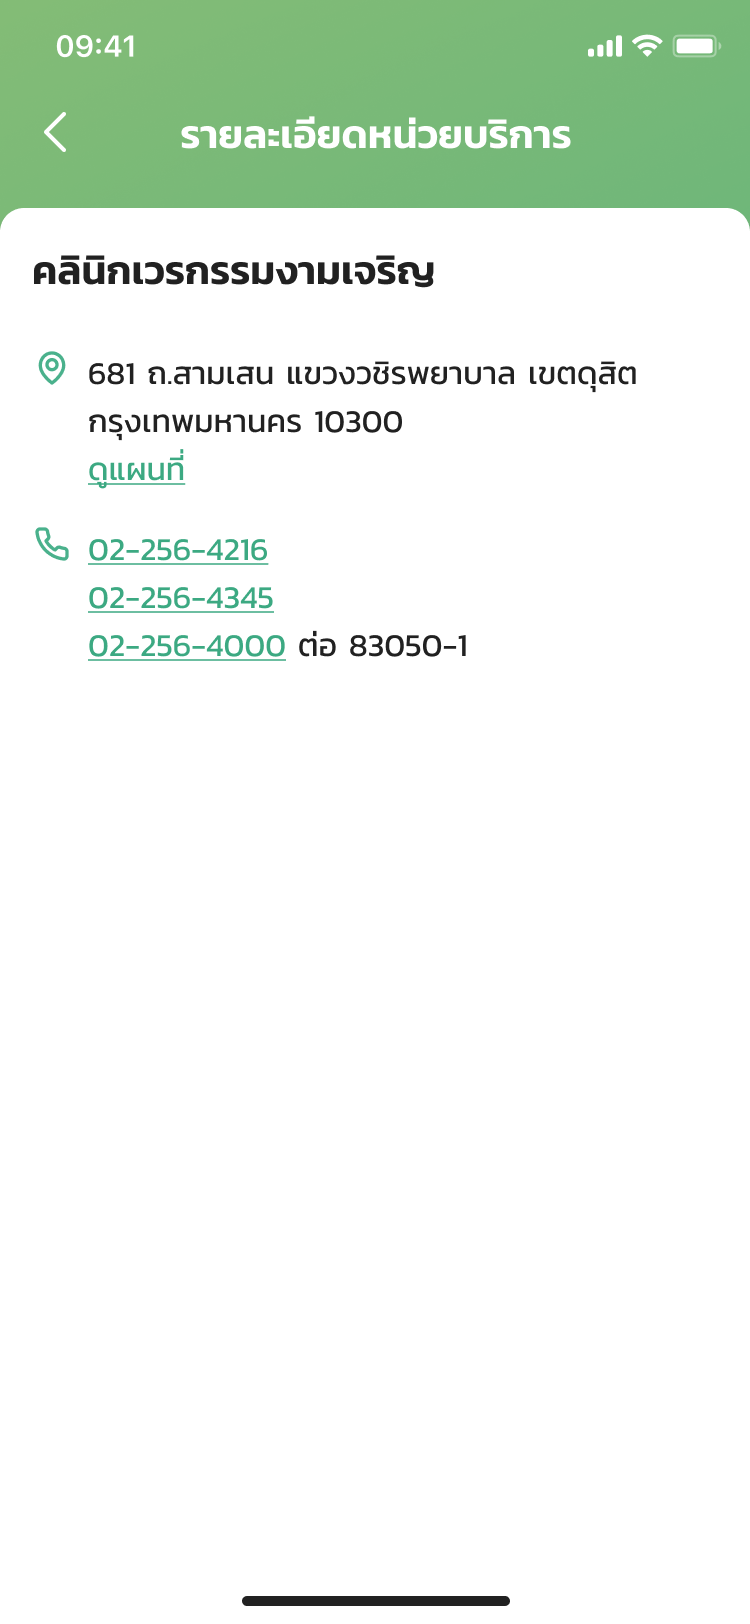 09:41
รายละเอียดหน่วยบริการ
คลินิกเวรกรรมงามเจริญ
681 ถ.สามเสน แขวงวชิรพยาบาล เขตดุสิต
กรุงเทพมหานคร 10300
ดูแผนที่
02-256-4216
02-256-4345
02-256-4000 ต่อ 83050-1